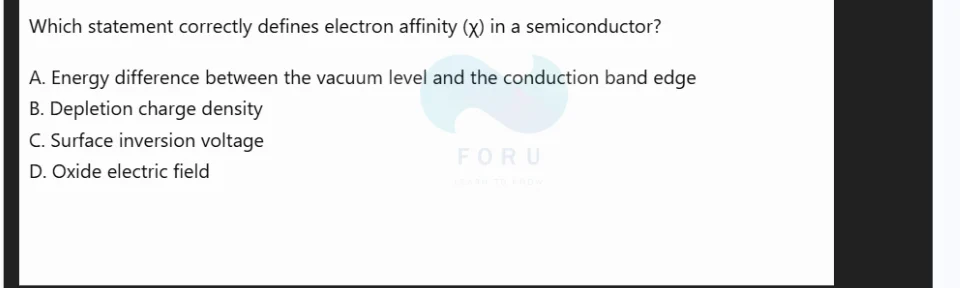 Which statement correctly defines electron affinity (χ) in a semiconductor?
A. Energy difference between the vacuum level and the conduction band edge
B. Depletion charge density
C. Surface inversion voltage
FORU
D. Oxide electric field